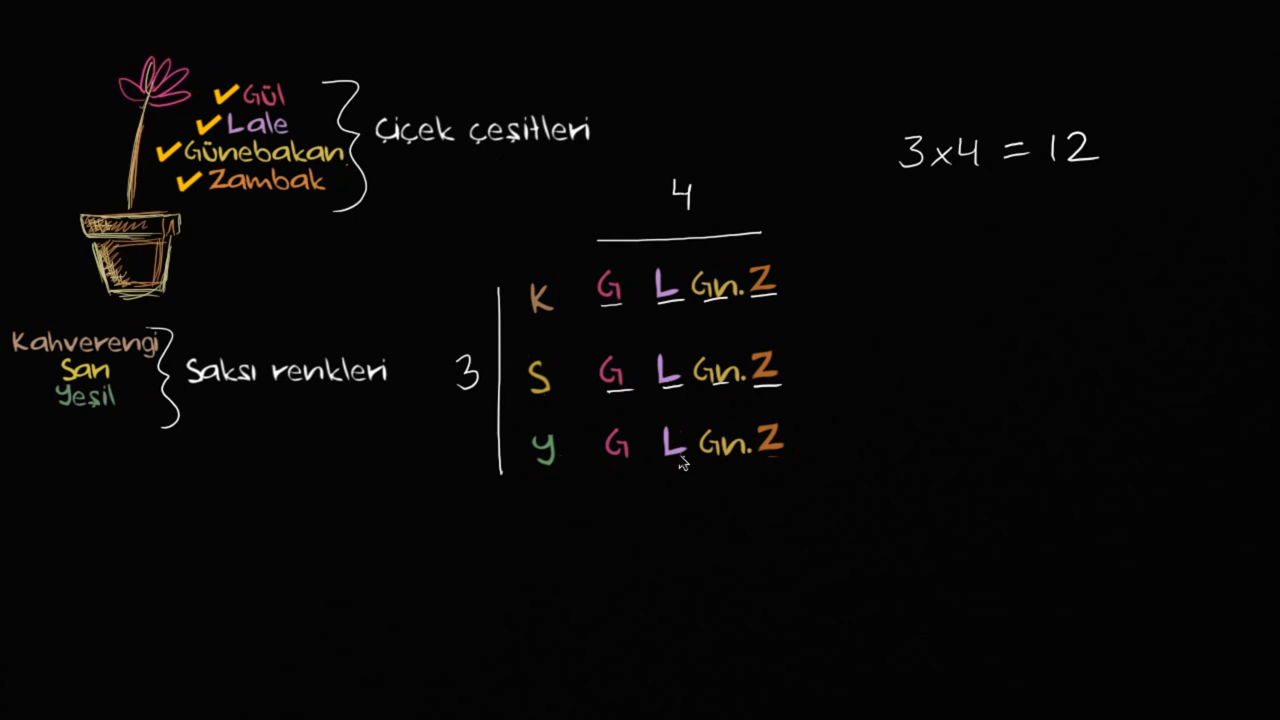 ✔Gül
✔Lale
✔Günebakan
✔Zambak
Çiçek çeşitleri
3x4 = 12
4
K G L Gn. Z
Kahverengi
Sarı
Yeşil
Saksı renkleri
3
S G L Gn. Z
y G L Gn. Z